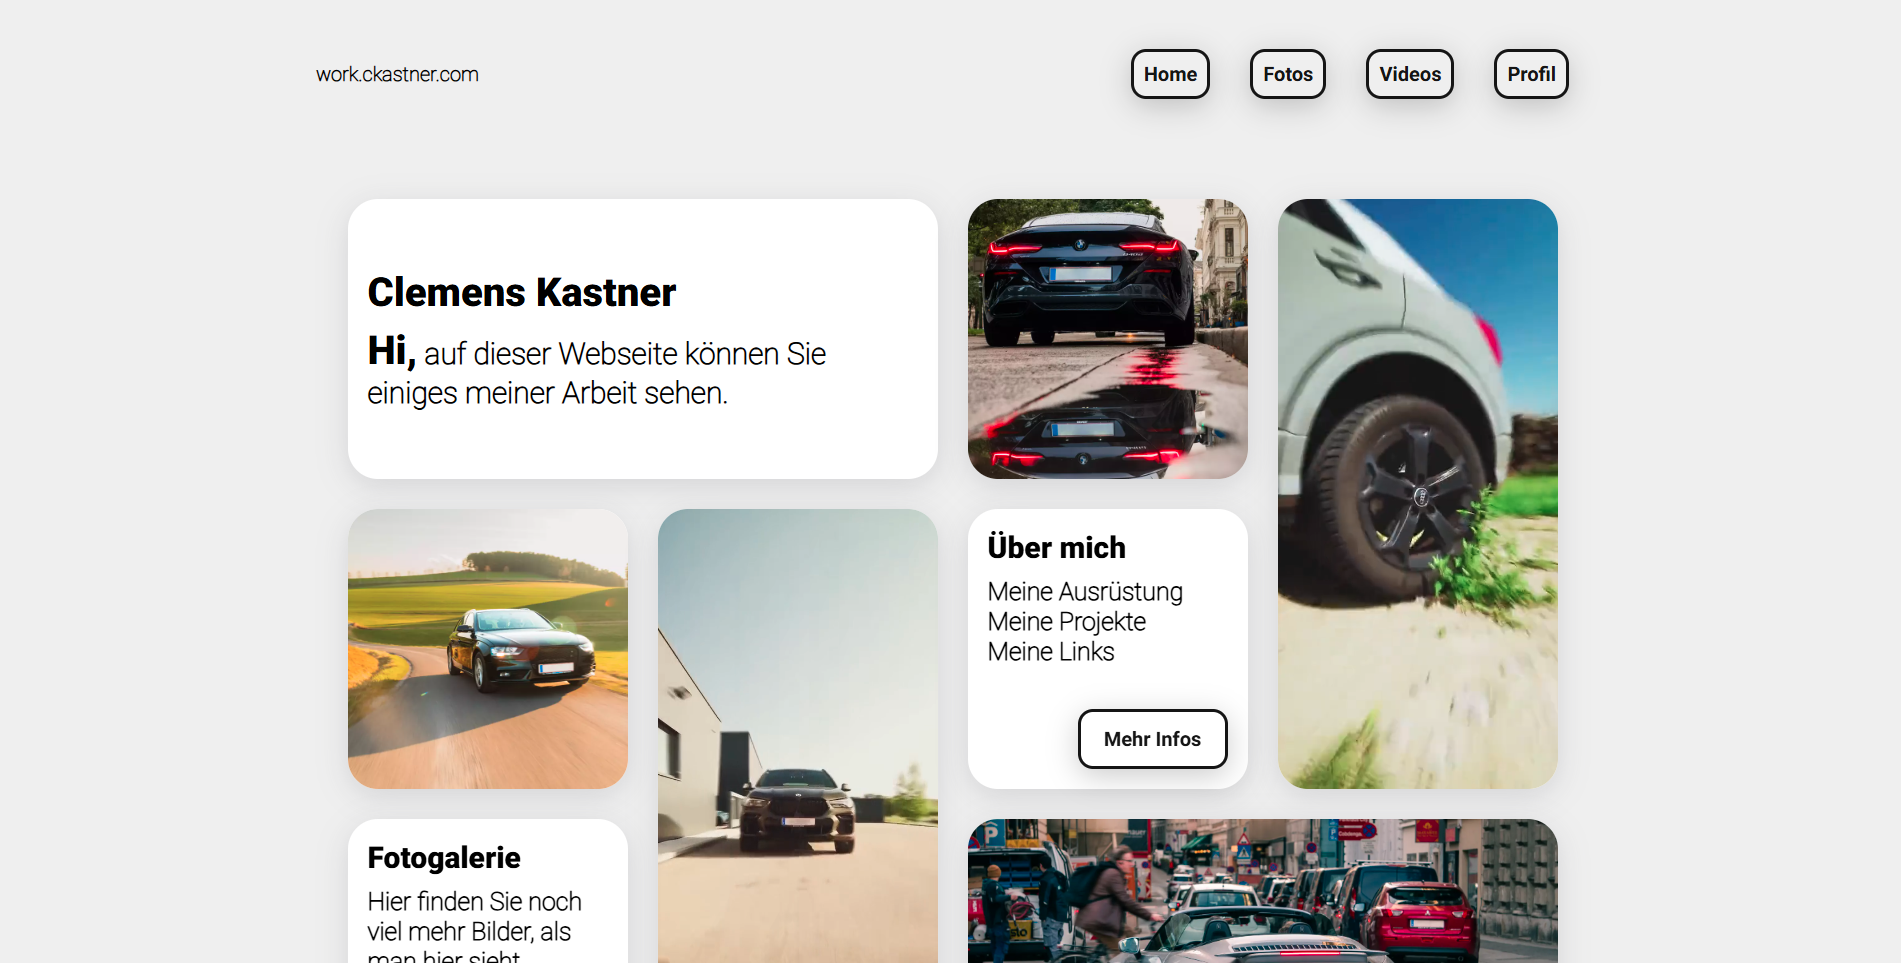 work.ckastner.com
Home
Fotos
Videos
Profil
Clemens Kastner
Hi, auf dieser Webseite können Sie
einiges meiner Arbeit sehen.
Über mich
Meine Ausrüstung
Meine Projekte
Meine Links
Mehr Infos
Fotogalerie
Hier finden Sie noch
viel mehr Bilder, als
man hier sieht
P